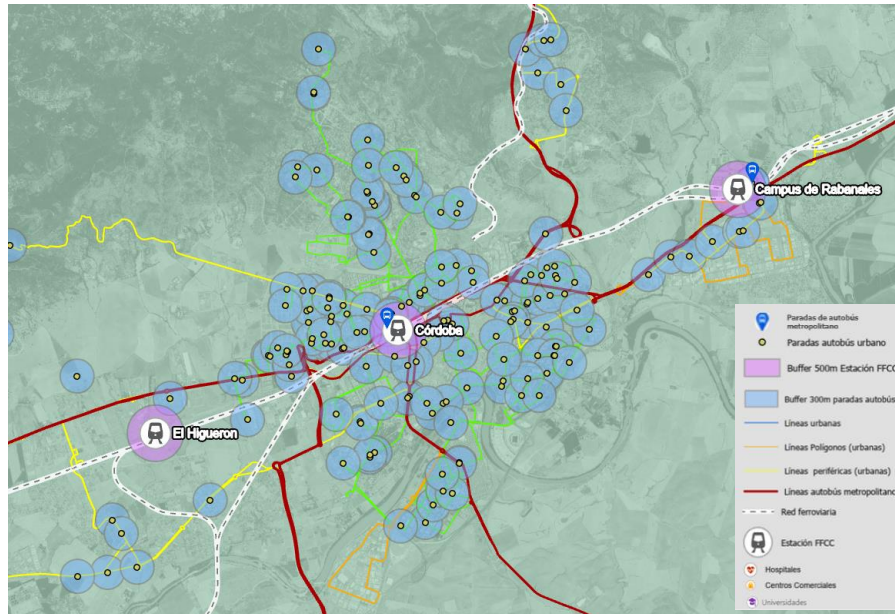 Campus de Rabanales
Córdoba
El Higueron
Paradas de autobús
metropolitano
Paradas autobús urbano
Buffer 500m Estación FFCC
Buffer 300m paradas autobús
Líneas urbanas
Líneas Polígonos (urbanas)
Líneas periféricas (urbanas)
Líneas autobús metropolitano
Red ferroviaria
Estación FFCC
Hospitales
Centros Comerciales
Universidades